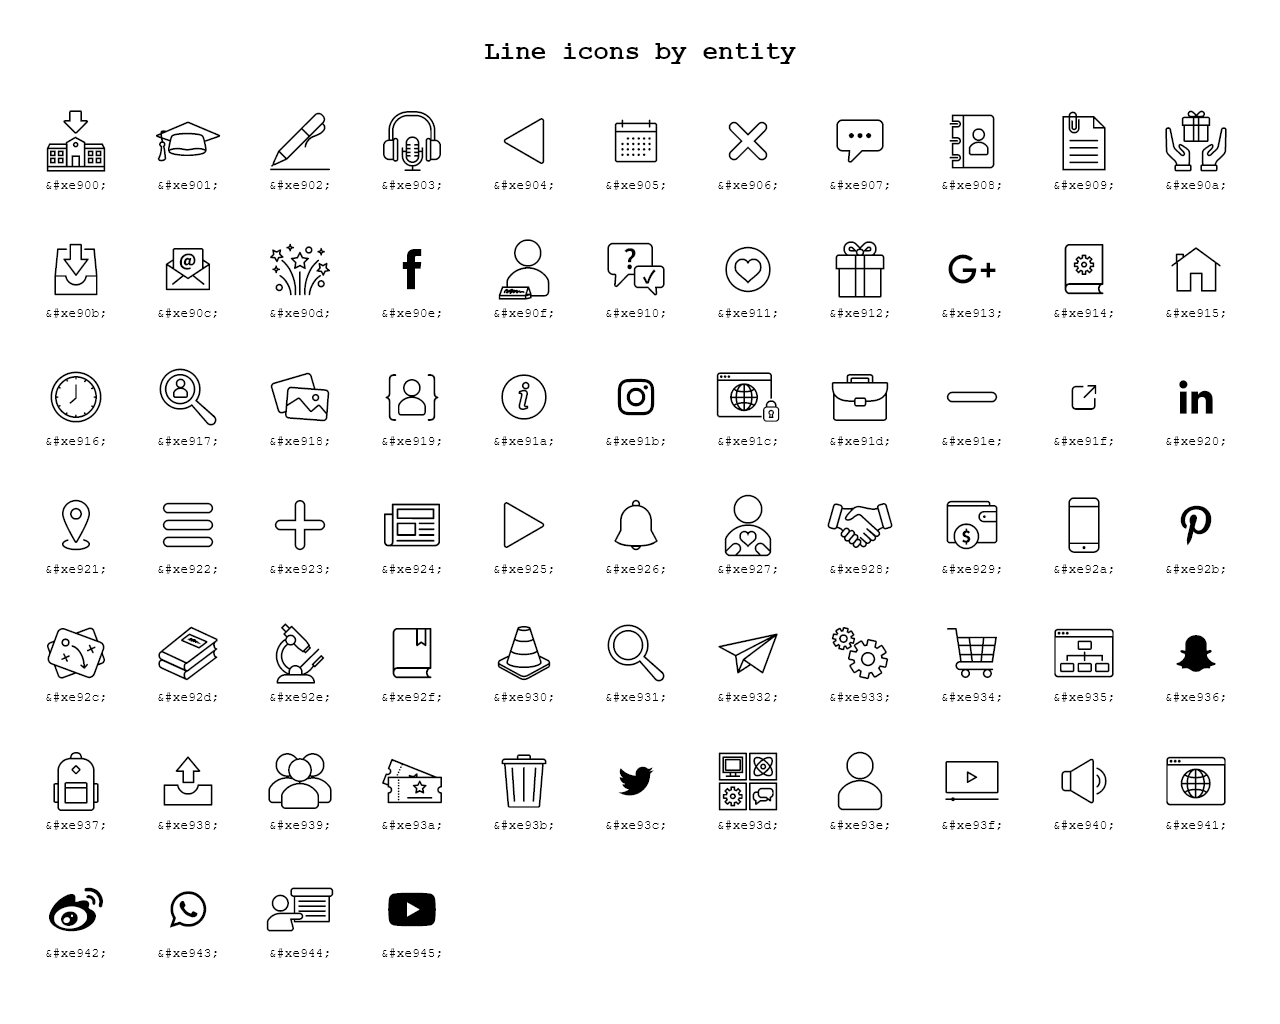 Line icons by entity
&#xe900; &#xe901; &#xe902; &#xe903; &#xe904; &#xe905; &#xe906; &#xe907; &#xe908; &#xe909; &#xe90a;
&#xe90b; &#xe90c; &#xe90d; &#xe90e; &#xe90f; &#xe910; &#xe911; &#xe912; &#xe913; &#xe914; &#xe915;
&#xe916; &#xe917; &#xe918; &#xe919; &#xe91a; &#xe91b; &#xe91c; &#xe91d; &#xe91e; &#xe91f; &#xe920;
&#xe921; &#xe922; &#xe923; &#xe924; &#xe925; &#xe926; &#xe927; &#xe928; &#xe929; &#xe92a; &#xe92b;
&#xe92c; &#xe92d; &#xe92e; &#xe92f; &#xe930; &#xe931; &#xe932; &#xe933; &#xe934; &#xe935; &#xe936;
&#xe937; &#xe938; &#xe939; &#xe93a; &#xe93b; &#xe93c; &#xe93d; &#xe93e; &#xe93f; &#xe940; &#xe941;
&#xe942; &#xe943; &#xe944; &#xe945;